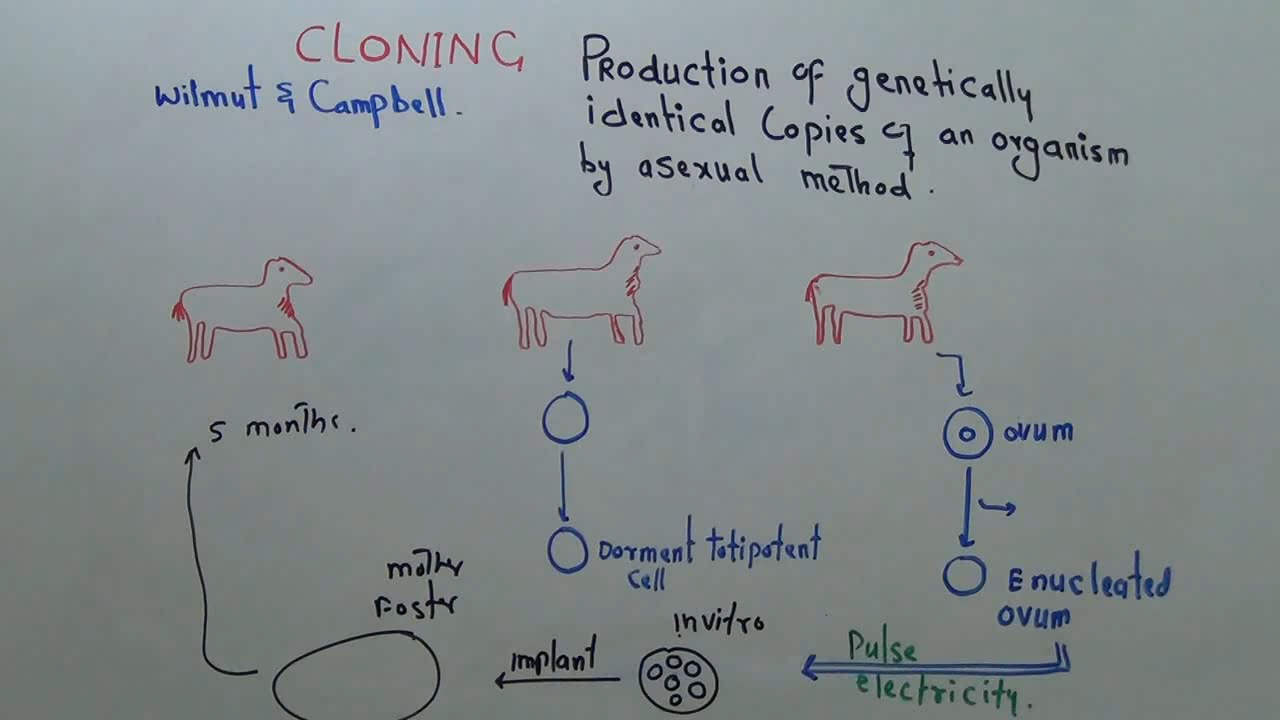 CLONING
Wilmut & Campbell.
Production of genetically
identical Copies of an organism
by asexual method.
5 months.
ovum
Dorment totipotent
cell
Enucleated
ovum
mother
Foster
invitro
implant
Pulse
electricity.